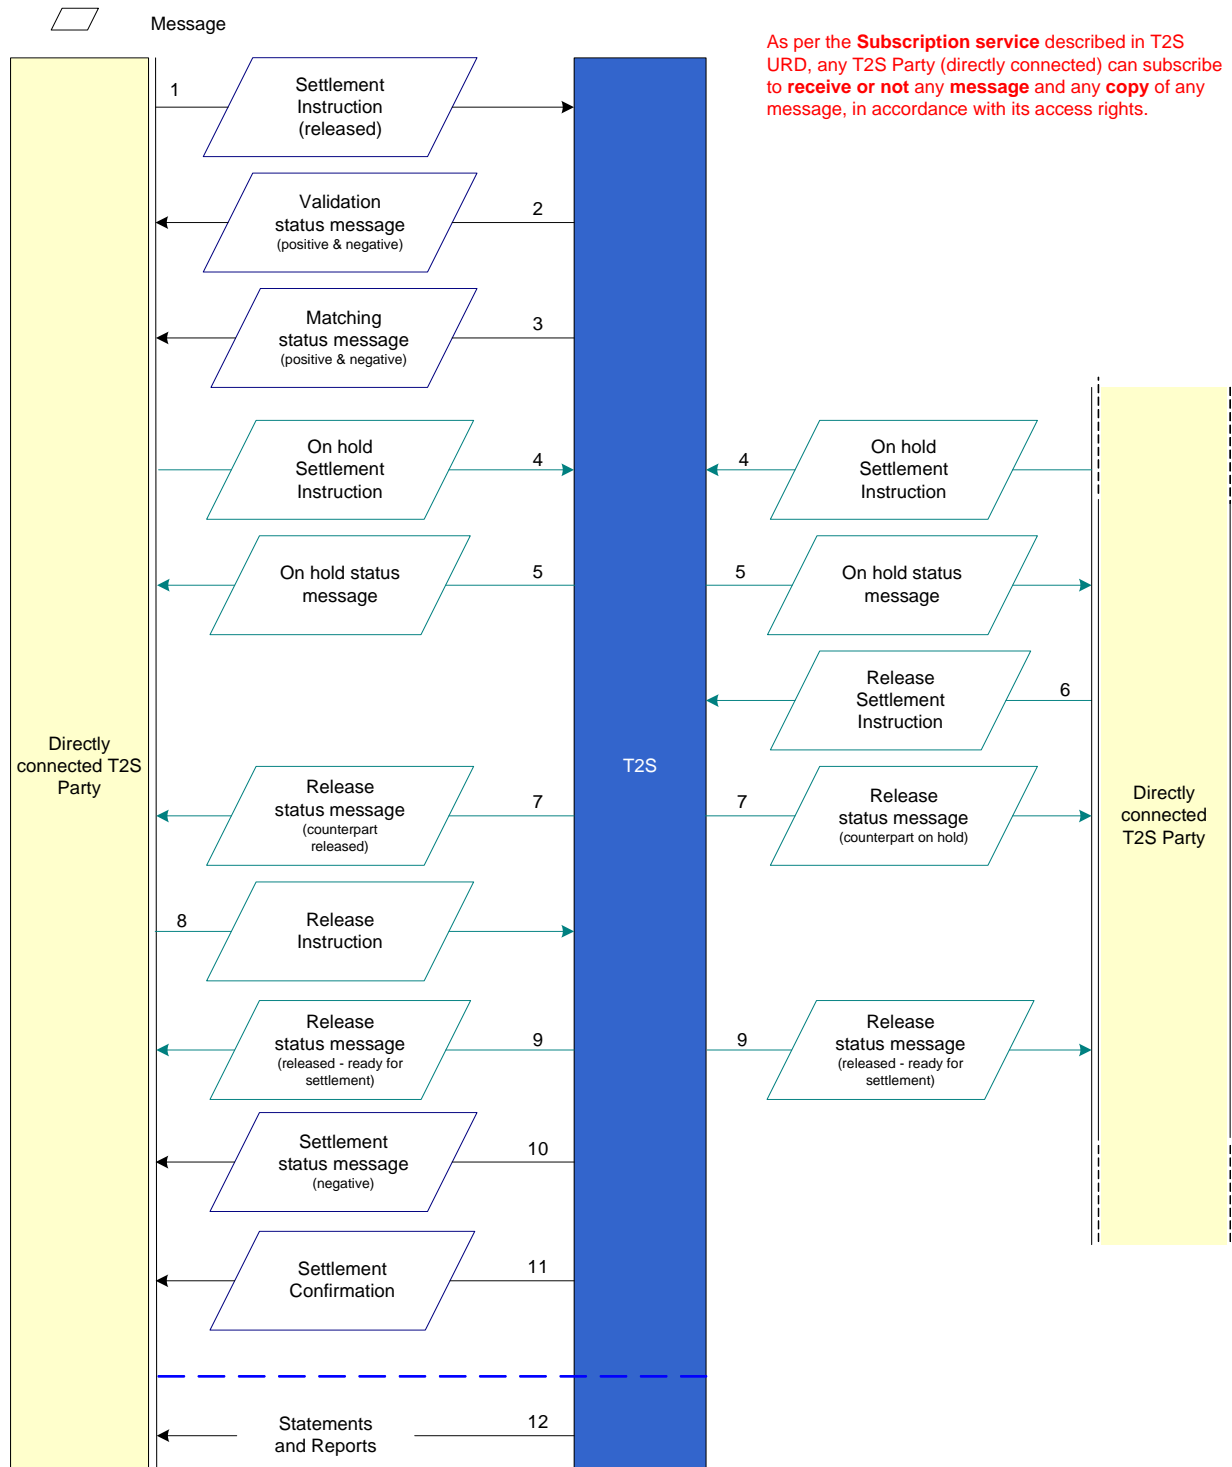 Message
As per the Subscription service described in T2S
URD, any T2S Party (directly connected) can subscribe
to receive or not any message and any copy of any
message, in accordance with its access rights.
1
Settlement
Instruction
(released)
Validation
status message
(positive & negative)
2
Matching
status message
(positive & negative)
3
On hold
Settlement
Instruction
4
4
On hold
Settlement
Instruction
On hold status
message
5
5
On hold status
message
Release
Settlement
Instruction
6
Directly
connected T2S
Party
T2S
Directly
connected
T2S Party
Release
status message
(counterpart
released)
7
7
Release
status message
(counterpart on hold)
8
Release
Instruction
Release
status message
(released - ready for
settlement)
9
9
Release
status message
(released - ready for
settlement)
Settlement
status message
(negative)
10
Settlement
Confirmation
11
Statements
and Reports
12